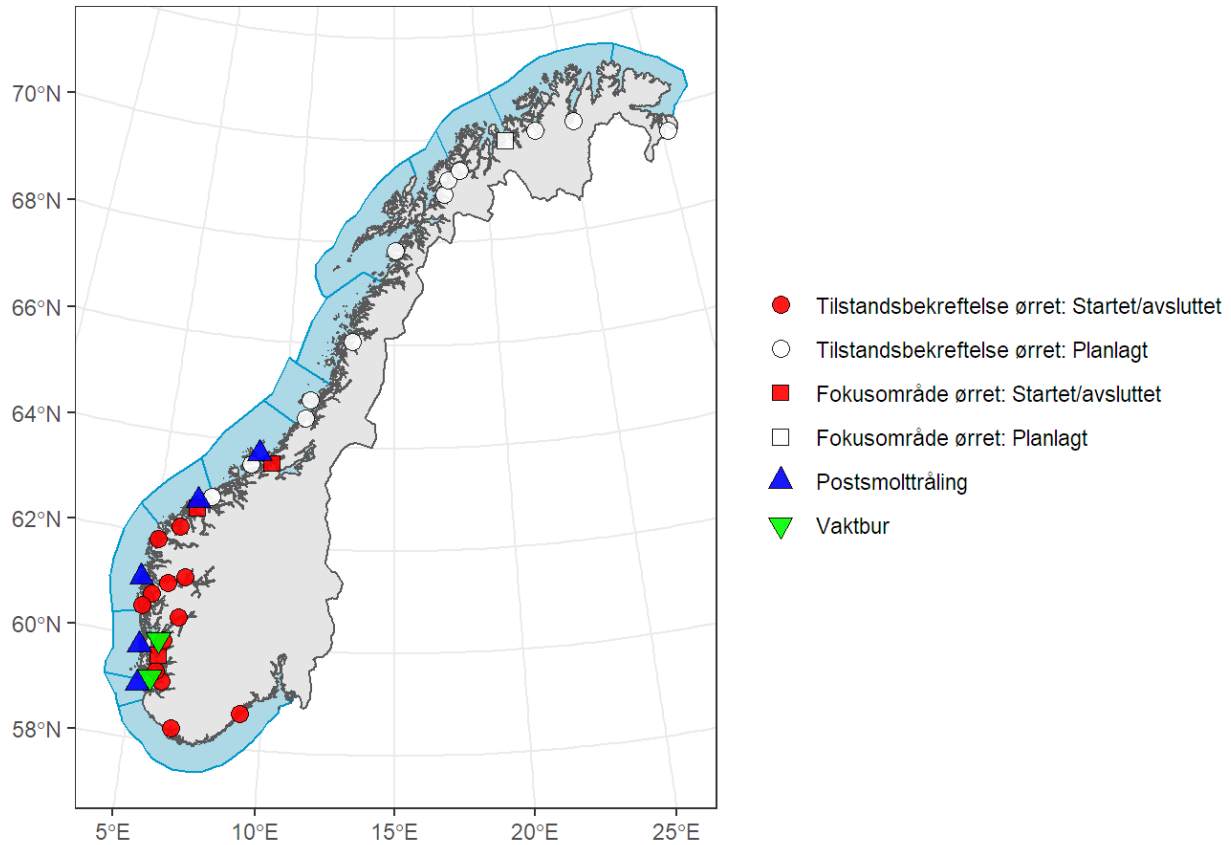 70°N
68°N
66°N
64°N
62°N
60°N
58°N
5°E
10°E
15°E
20°E
25°E
Tilstandsbekreftelse ørret: Startet/avsluttet
Tilstandsbekreftelse ørret: Planlagt
Fokusområde ørret: Startet/avsluttet
Fokusområde ørret: Planlagt
Postsmolttråling
Vaktbur